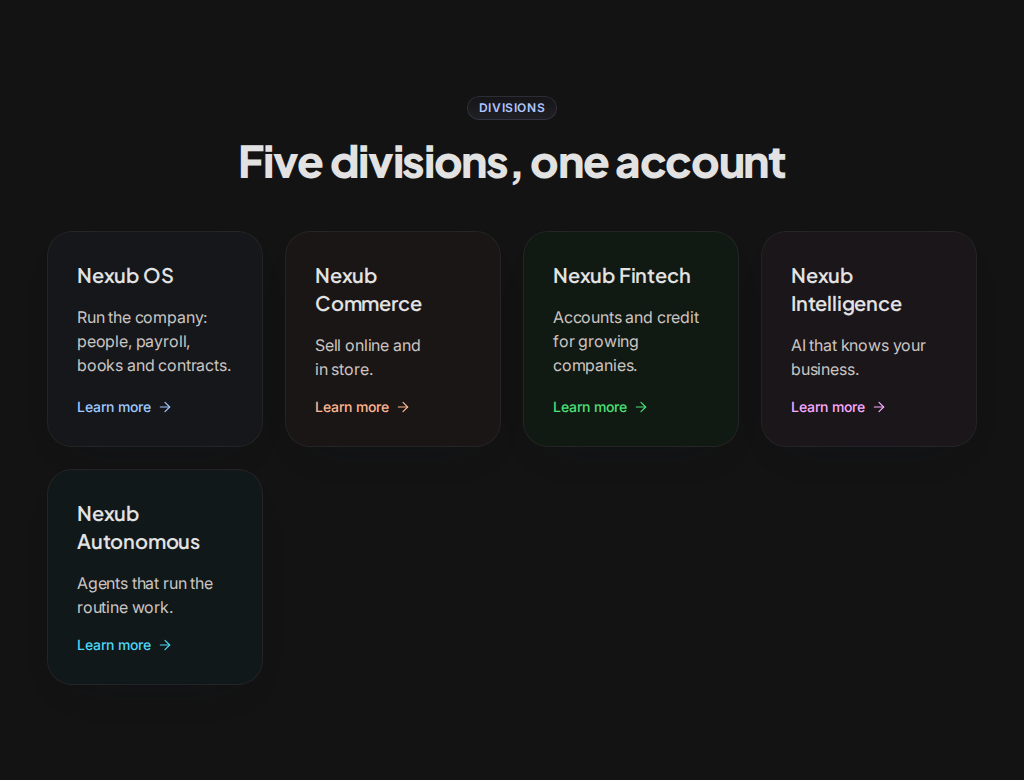 DIVISIONS
Five divisions, one account
Nexub OS
Run the company:
people, payroll,
books and contracts.
Learn more →
Nexub
Commerce
Sell online and
in store.
Learn more →
Nexub Fintech
Accounts and credit
for growing
companies.
Learn more →
Nexub
Intelligence
AI that knows your
business.
Learn more →
Nexub
Autonomous
Agents that run the
routine work.
Learn more →